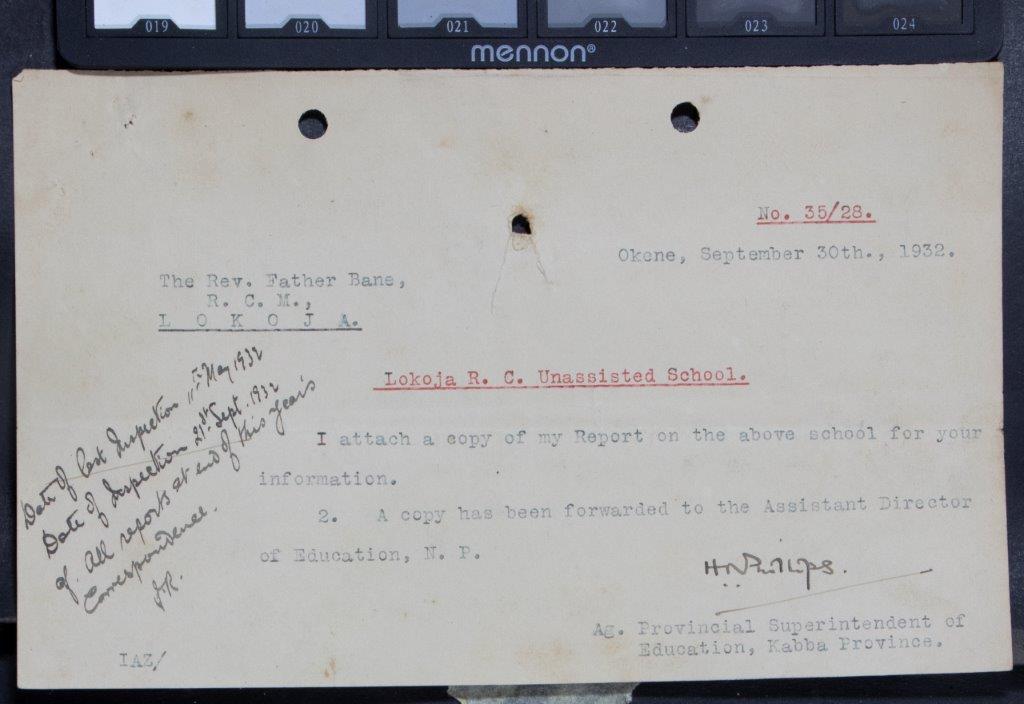 019 020 021 022 023 024
mennon®
No. 35/28.
Okene, September 30th., 1932.
The Rev. Father Bane,
R. C. M.,
L O K O J A.
Lokoja R. C. Unassisted School.
I attach a copy of my Report on the above school for your
information.
2. A copy has been forwarded to the Assistant Director
of Education, N. P.
H.N.Phillips.
Ag. Provincial Superintendent of
Education, Kabba Province.
IAZ/
Date of last Inspection 11th May 1932
Date of Inspection 21st Sept. 1932
of. All reports at end of this year's
Correspondence.